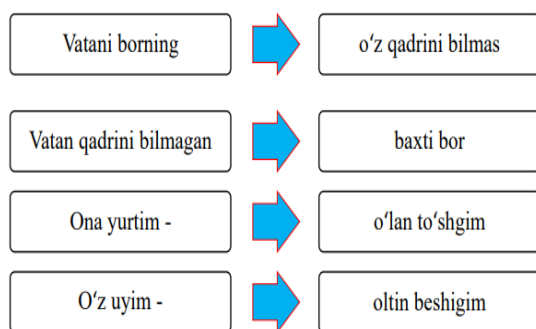 Vatani borning
o‘z qadrini bilmas
Vatan qadrini bilmagan
baxti bor
Ona yurtim -
o‘lan to‘shgim
O‘z uyim -
oltin beshigim